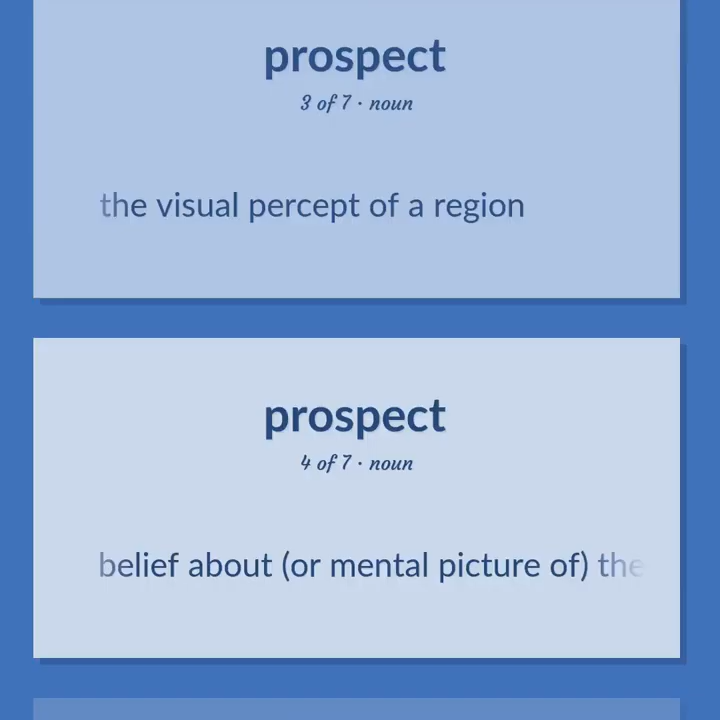 prospect
3 of 7 · noun
the visual percept of a region
prospect
4 of 7 · noun
belief about (or mental picture of) the